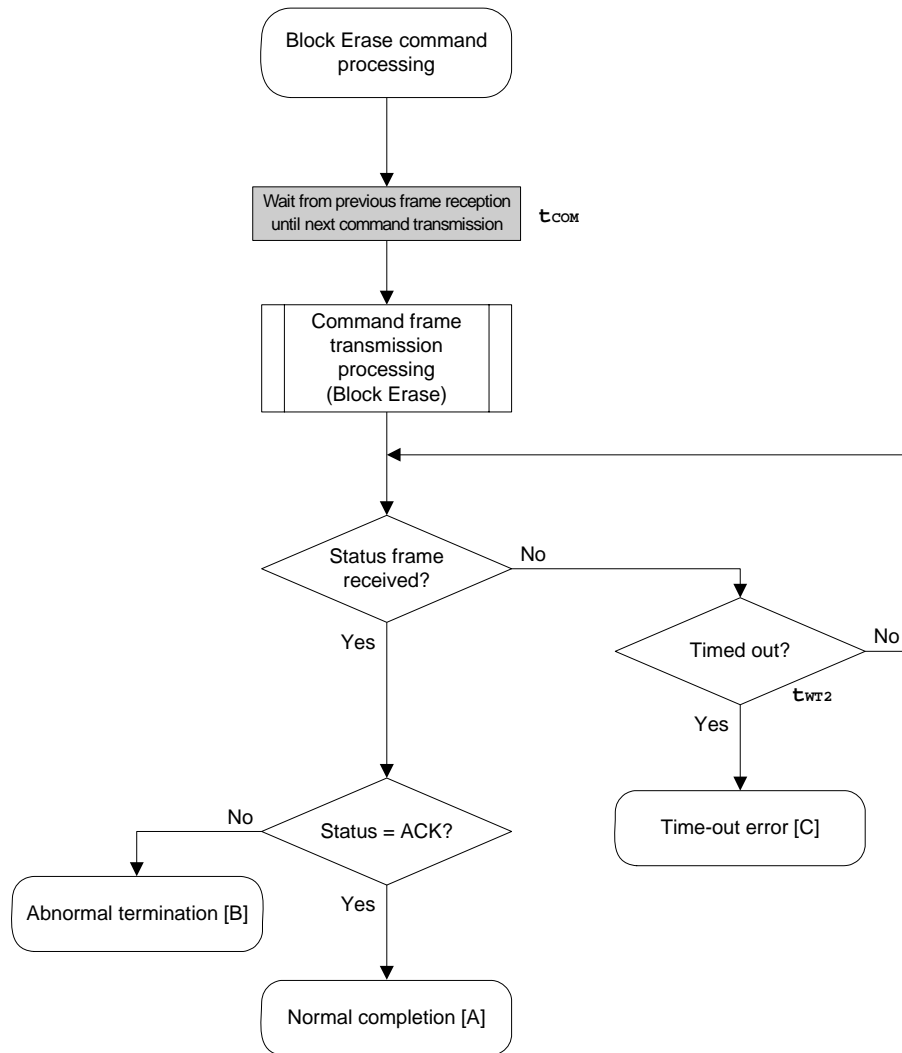 Block Erase command
processing
Wait from previous frame reception
until next command transmission
tCOM
Command frame
transmission
processing
(Block Erase)
Status frame
received?
No
Yes
Timed out?
No
tWT2
Yes
Time-out error [C]
Status = ACK?
No
Yes
Abnormal termination [B]
Normal completion [A]